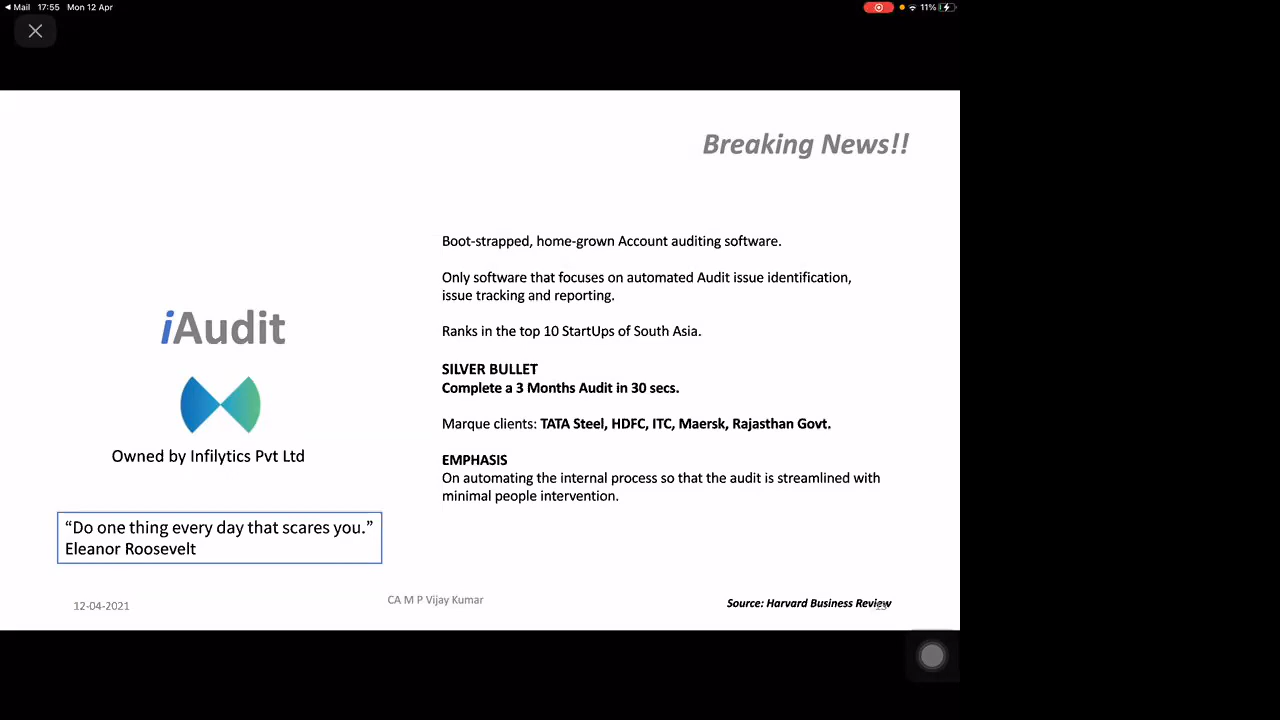 Mail 17:55 Mon 12 Apr
11%
Breaking News!!
Boot-strapped, home-grown Account auditing software.
Only software that focuses on automated Audit issue identification,
issue tracking and reporting.
Ranks in the top 10 StartUps of South Asia.
SILVER BULLET
Complete a 3 Months Audit in 30 secs.
Marque clients: TATA Steel, HDFC, ITC, Maersk, Rajasthan Govt.
EMPHASIS
On automating the internal process so that the audit is streamlined with
minimal people intervention.
iAudit
Owned by Infilytics Pvt Ltd
“Do one thing every day that scares you.”
Eleanor Roosevelt
12-04-2021
CA M P Vijay Kumar
Source: Harvard Business Review